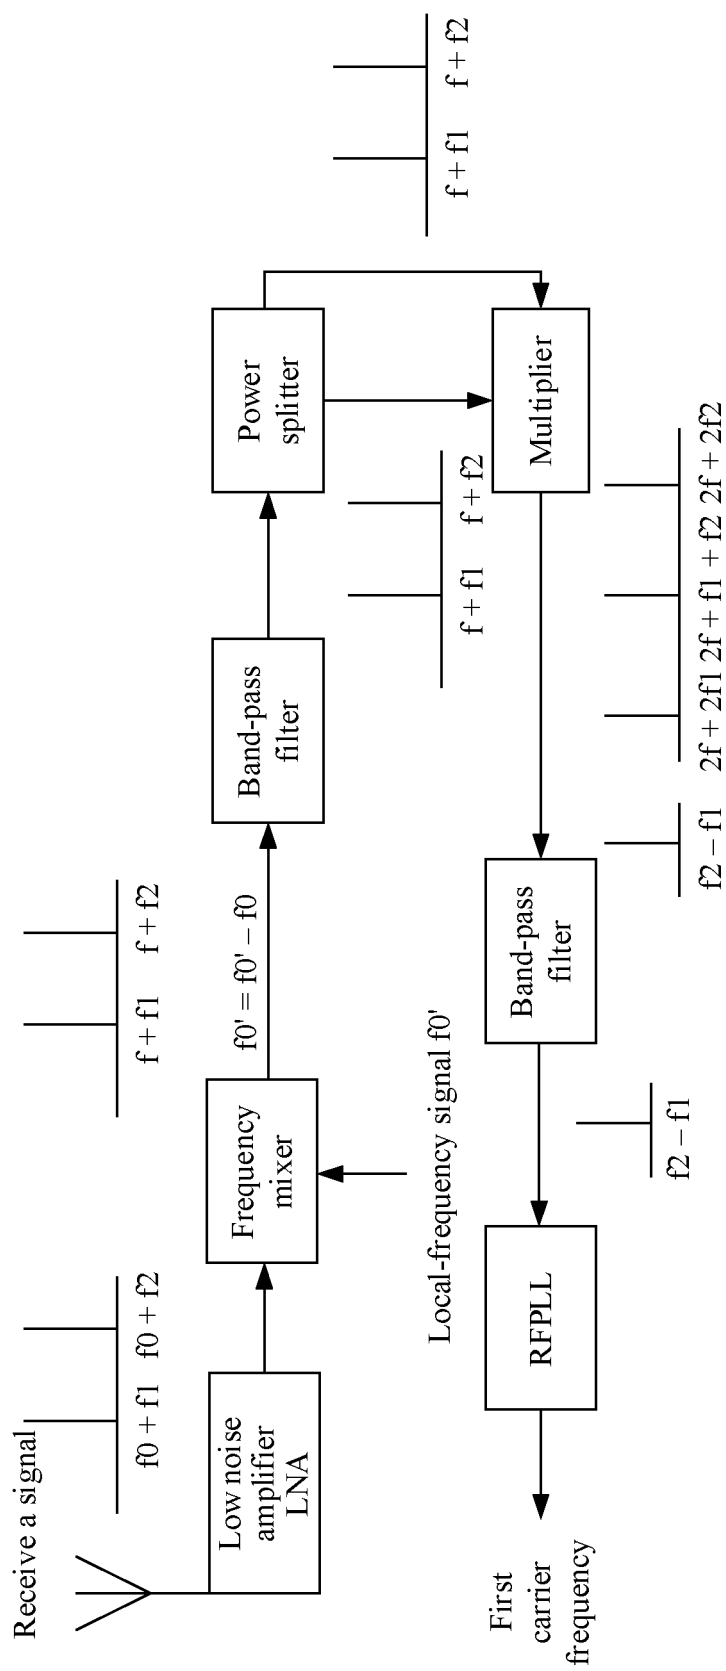 Receive a signal
f0 + f1 f0 + f2
Low noise
amplifier
LNA
Frequency
mixer
Local-frequency signal f0'
f + f1 f + f2
f0' = f0' – f0
Band-pass
filter
Power
splitter
f + f1 f + f2
f + f1 f + f2
Multiplier
f2 – f1 2f + 2f1 2f + f1 + f2 2f + 2f2
Band-pass
filter
f2 – f1
RFPLL
First
carrier
frequency